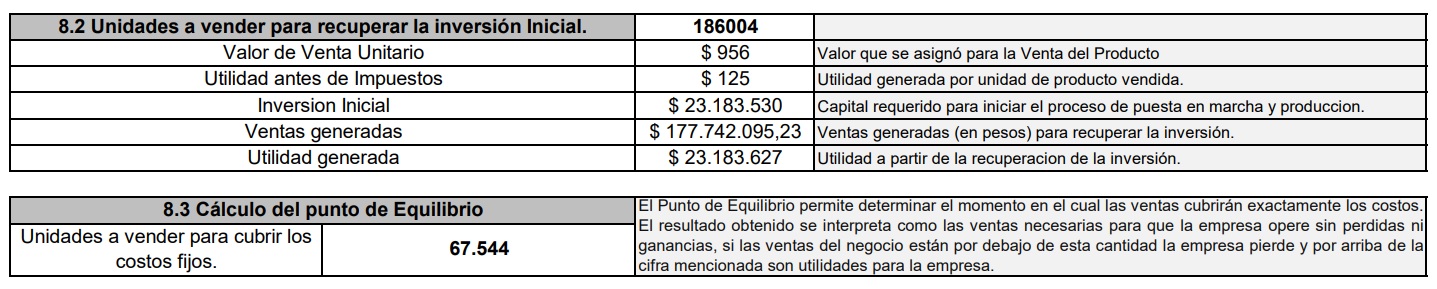 8.2 Unidades a vender para recuperar la inversión Inicial. 186004
Valor de Venta Unitario $ 956 Valor que se asignó para la Venta del Producto
Utilidad antes de Impuestos $ 125 Utilidad generada por unidad de producto vendida.
Inversion Inicial $ 23.183.530 Capital requerido para iniciar el proceso de puesta en marcha y produccion.
Ventas generadas $ 177.742.095,23 Ventas generadas (en pesos) para recuperar la inversión.
Utilidad generada $ 23.183.627 Utilidad a partir de la recuperacion de la inversión.
8.3 Cálculo del punto de Equilibrio
Unidades a vender para cubrir los
costos fijos.
67.544
El Punto de Equilibrio permite determinar el momento en el cual las ventas cubrirán exactamente los costos.
El resultado obtenido se interpreta como las ventas necesarias para que la empresa opere sin perdidas ni
ganancias, si las ventas del negocio están por debajo de esta cantidad la empresa pierde y por arriba de la
cifra mencionada son utilidades para la empresa.